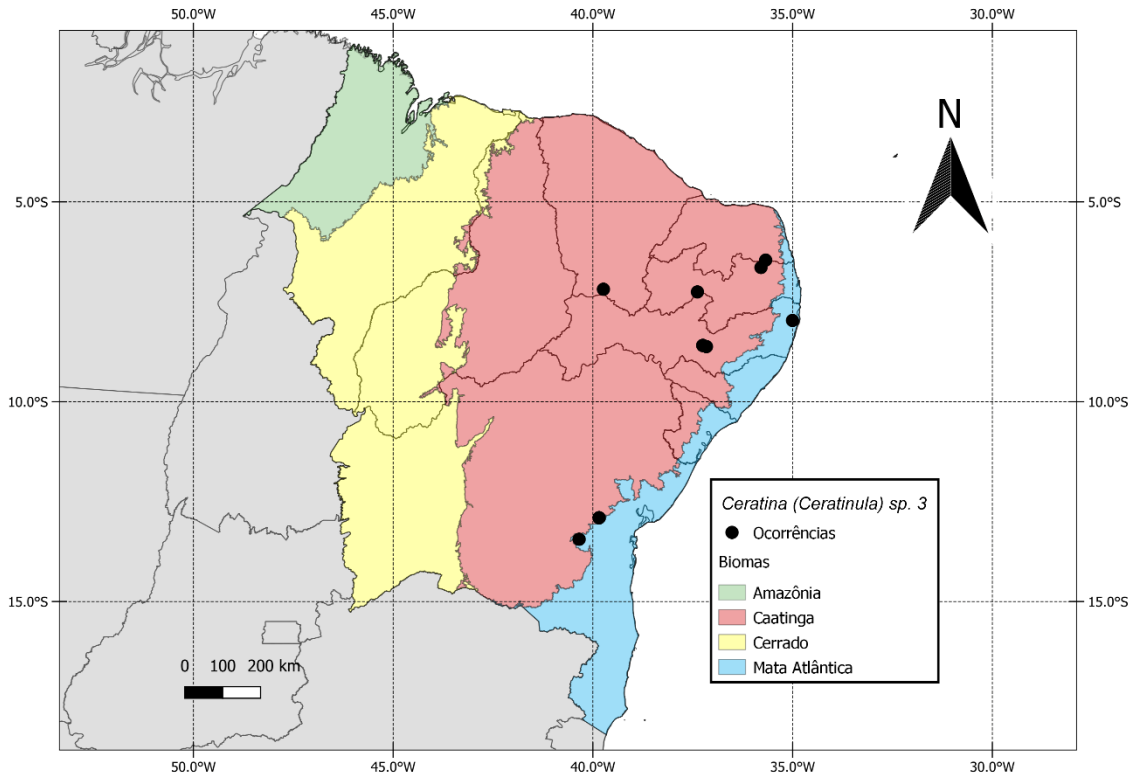 50.0°W 45.0°W 40.0°W 35.0°W 30.0°W
N
5.0°S 5.0°S
10.0°S 10.0°S
Ceratina (Ceratinula) sp. 3
Ocorrências
Biomas
Amazônia
15.0°S 15.0°S
Caatinga
Cerrado
Mata Atlântica
0 100 200 km
50.0°W 45.0°W 40.0°W 35.0°W 30.0°W